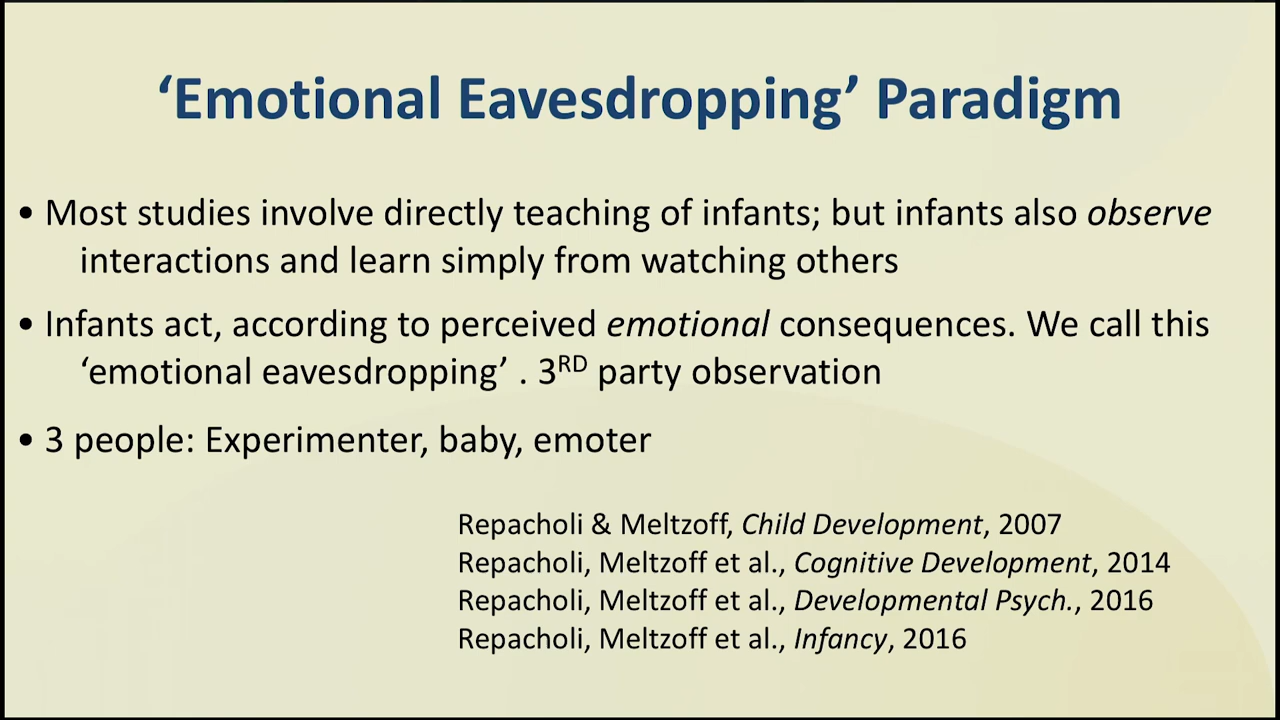 ‘Emotional Eavesdropping’ Paradigm
• Most studies involve directly teaching of infants; but infants also observe
interactions and learn simply from watching others
• Infants act, according to perceived emotional consequences. We call this
‘emotional eavesdropping’ . 3RD party observation
• 3 people: Experimenter, baby, emoter
Repacholi & Meltzoff, Child Development, 2007
Repacholi, Meltzoff et al., Cognitive Development, 2014
Repacholi, Meltzoff et al., Developmental Psych., 2016
Repacholi, Meltzoff et al., Infancy, 2016